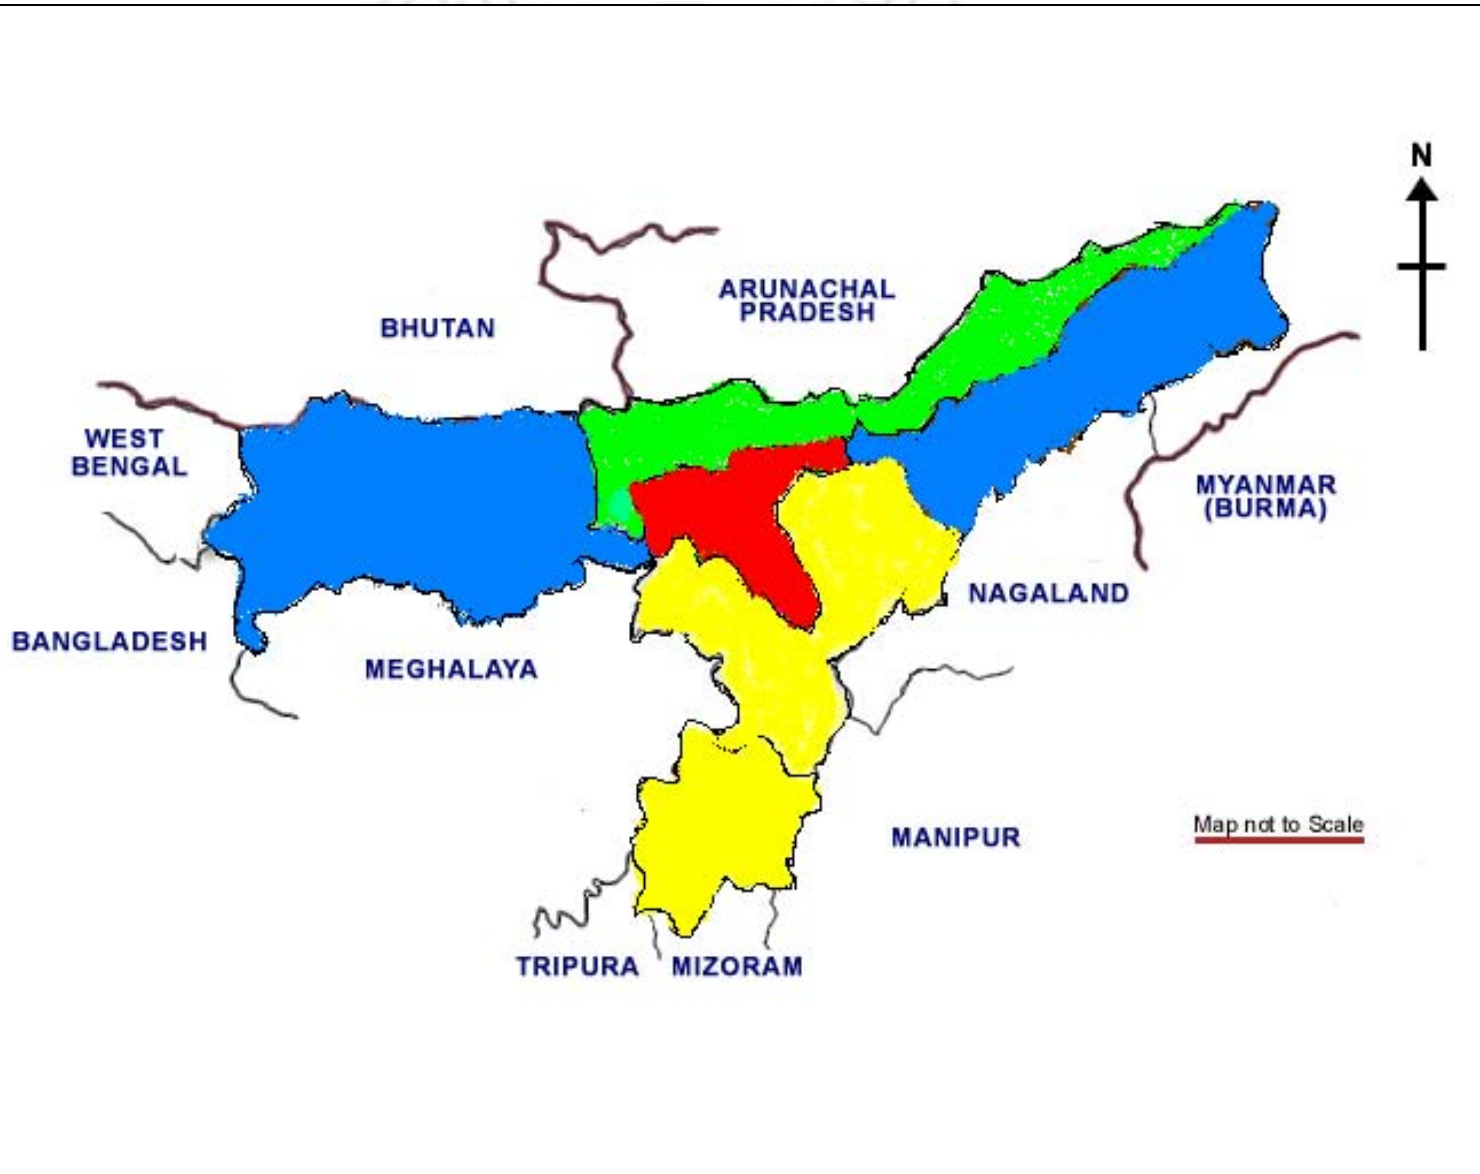 N
ARUNACHAL
PRADESH
BHUTAN
WEST
BENGAL
MYANMAR
(BURMA)
NAGALAND
BANGLADESH
MEGHALAYA
Map not to Scale
MANIPUR
TRIPURA
MIZORAM